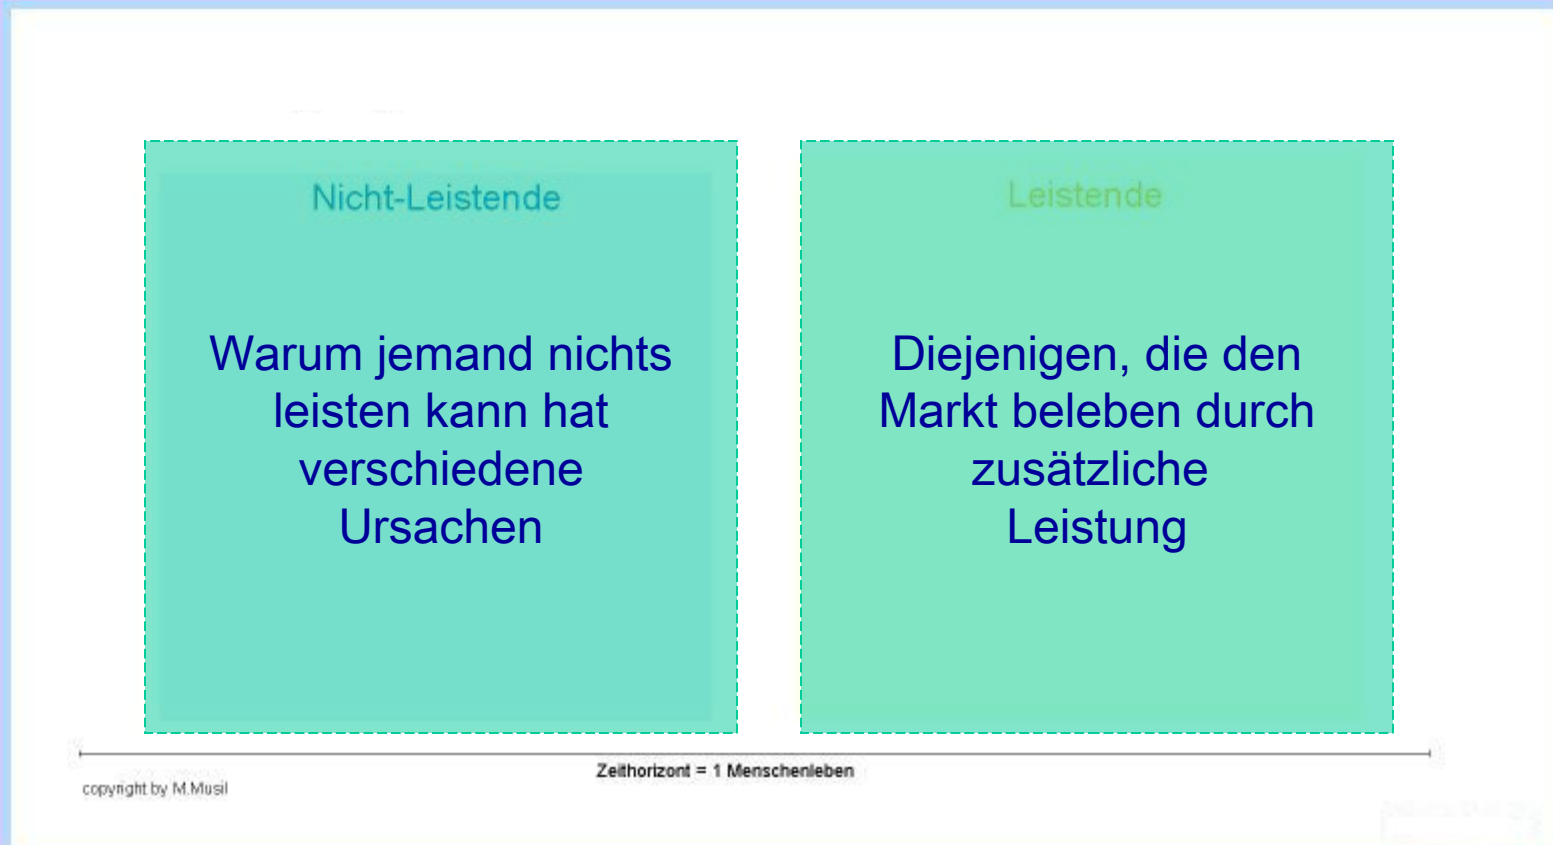 Nicht-Leistende
Warum jemand nichts
leisten kann hat
verschiedene
Ursachen
Leistende
Diejenigen, die den
Markt beleben durch
zusätzliche
Leistung
Zeithorizont = 1 Menschenleben
copyright by M.Musil